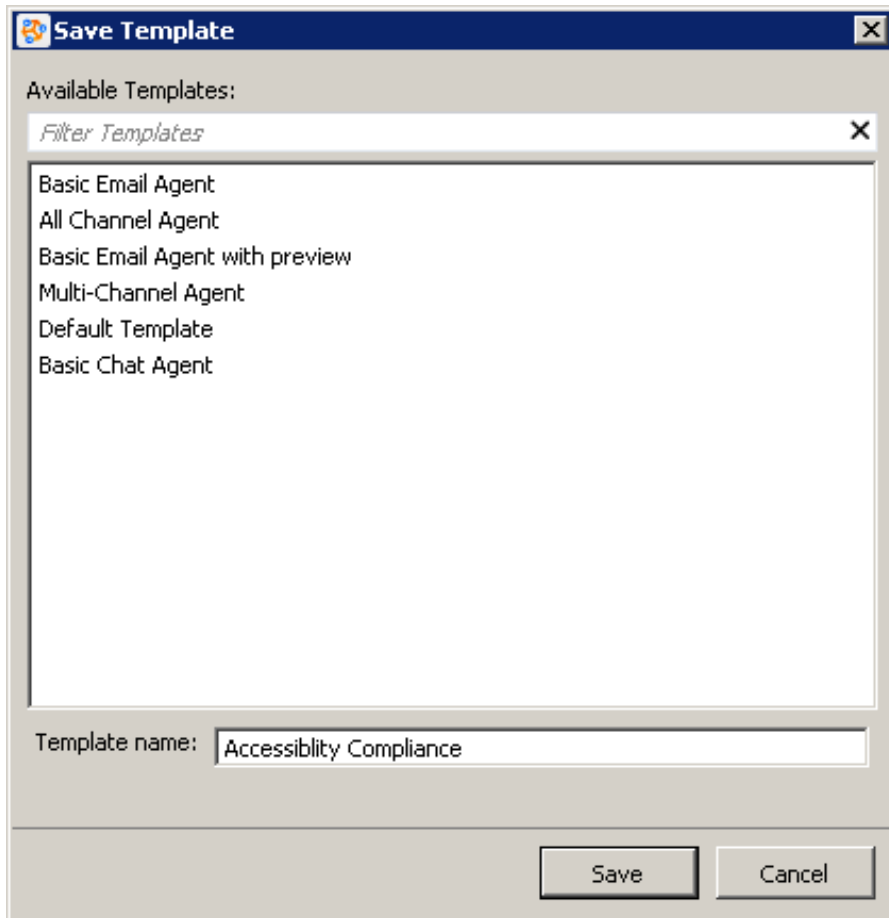 Save Template
Available Templates:
Filter Templates
Basic Email Agent
All Channel Agent
Basic Email Agent with preview
Multi-Channel Agent
Default Template
Basic Chat Agent
Template name: Accessiblity Compliance
Save Cancel